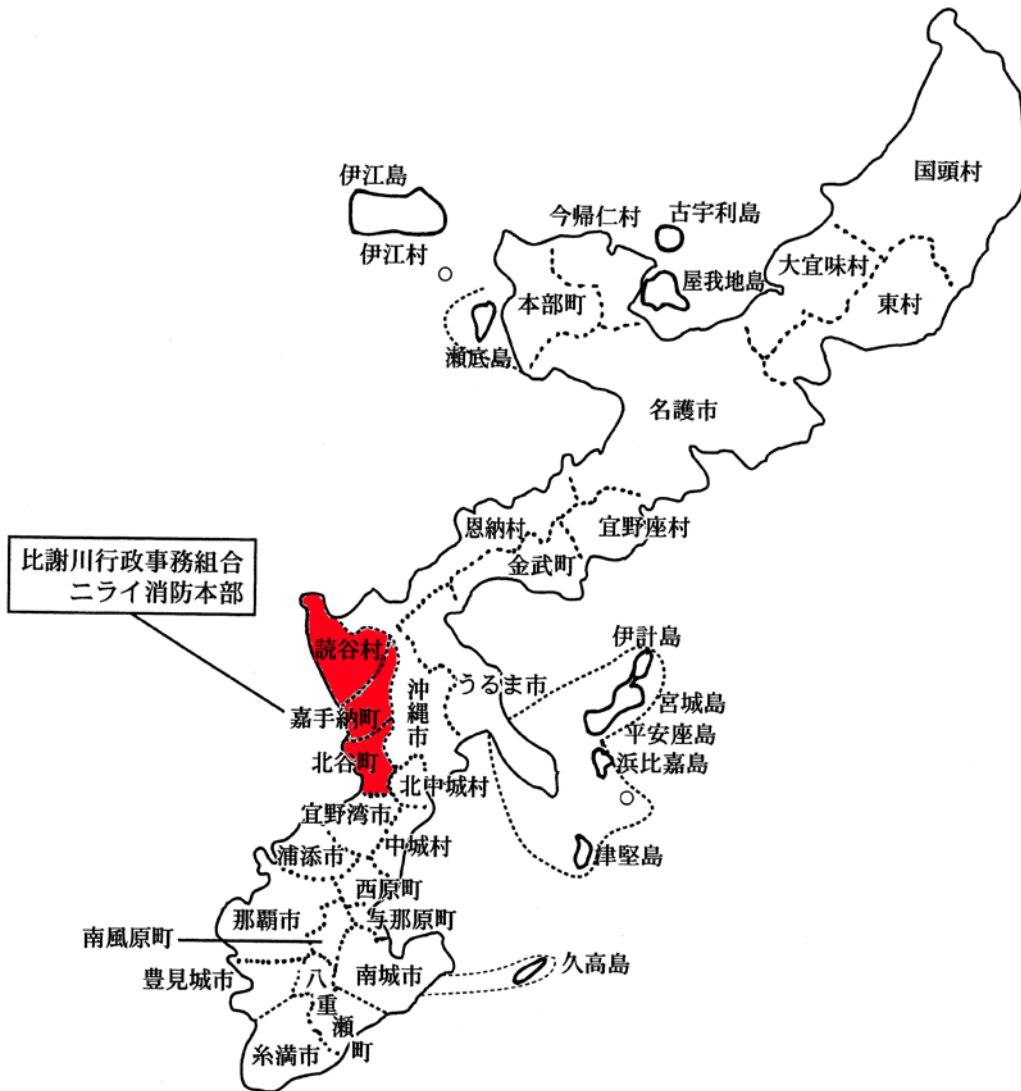 国頭村
伊江島
今帰仁村
古宇利島
伊江村
大宜味村
屋我地島
本部町
東村
瀬底島
名護市
恩納村
宜野座村
比謝川行政事務組合
ニライ消防本部
金武町
読谷村
伊計島
うるま市
沖縄市
宮城島
嘉手納町
平安座島
北谷町
浜比嘉島
北中城村
宜野湾市
中城村
浦添市
津堅島
西原町
那覇市
与那原町
南風原町
久高島
豊見城市
南城市
八重瀬町
糸満市